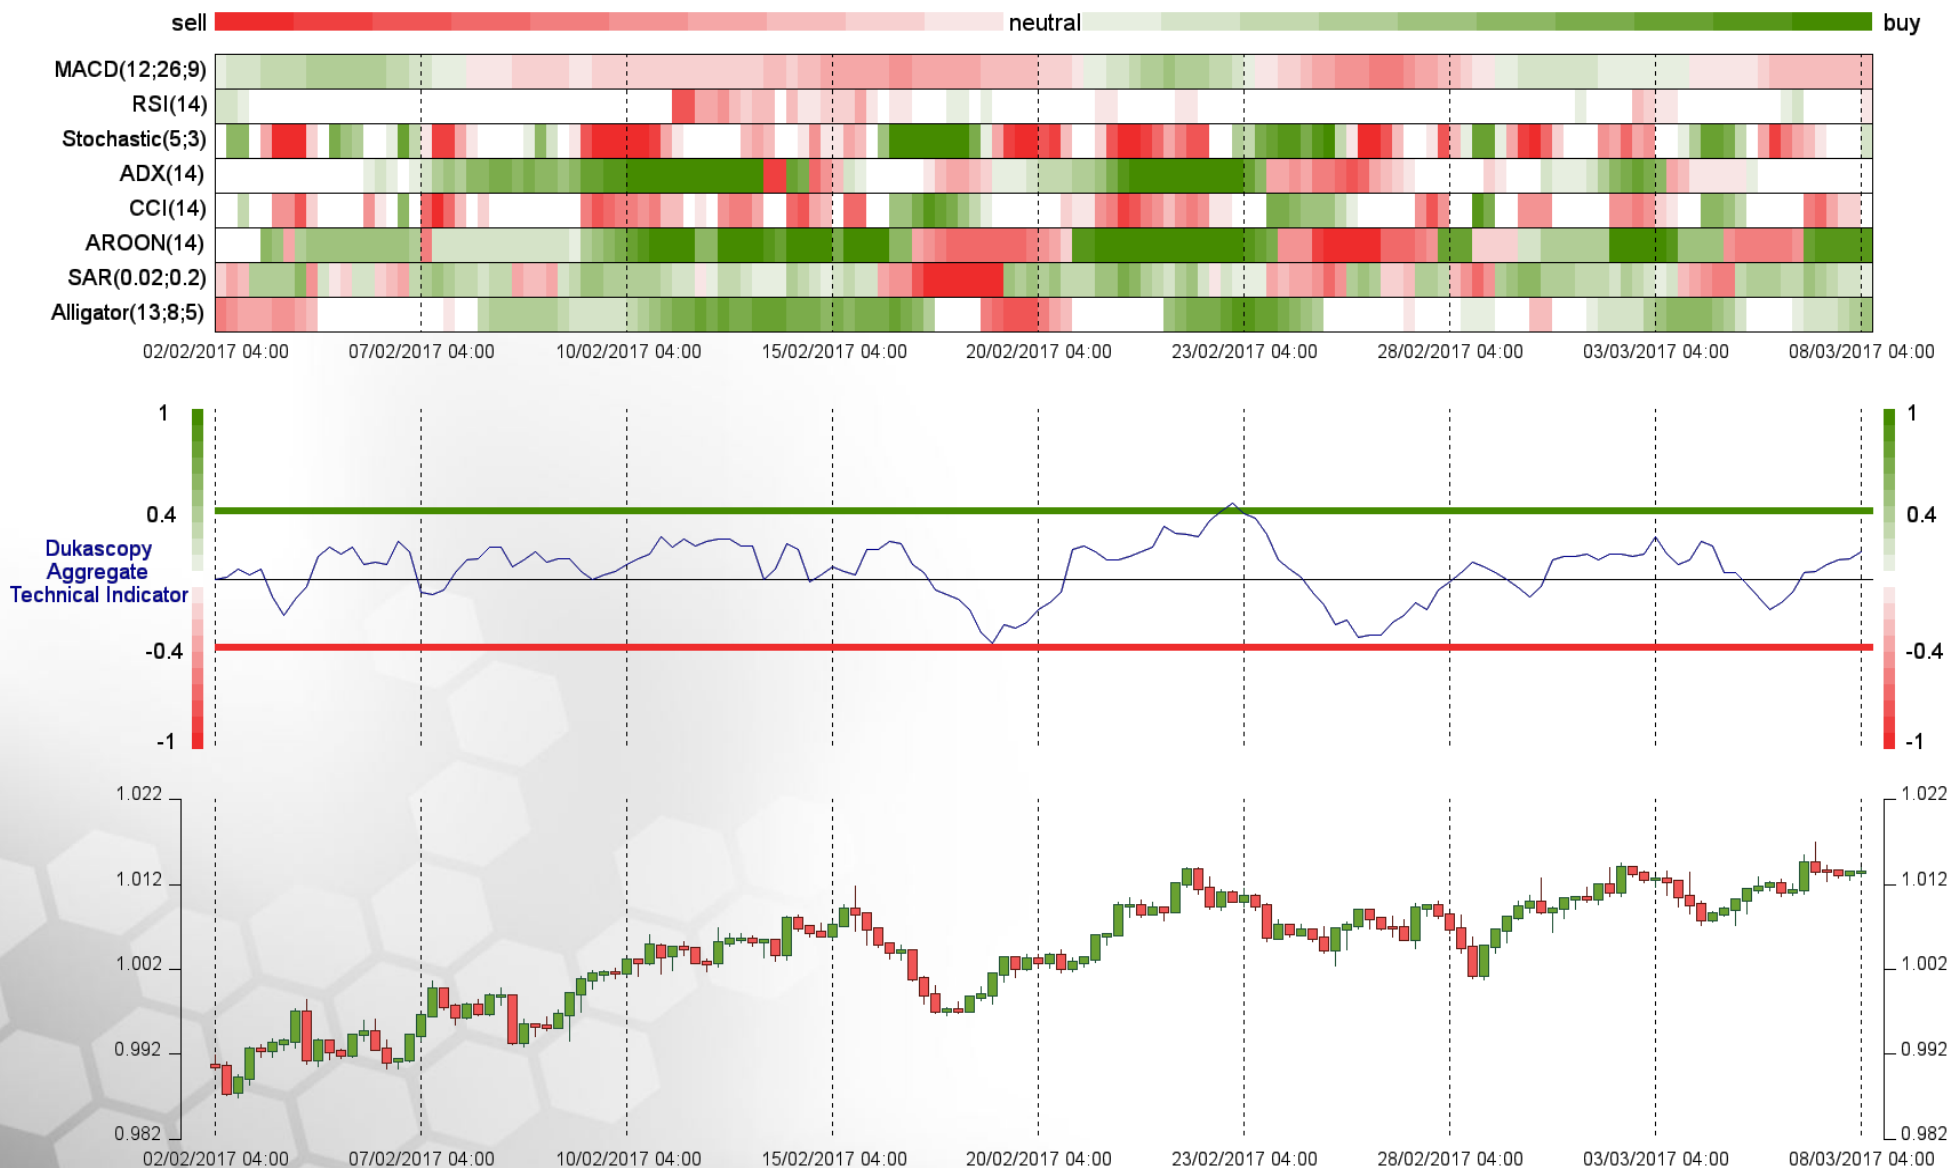 sell neutral buy
MACD(12;26;9)
RSI(14)
Stochastic(5;3)
ADX(14)
CCI(14)
AROON(14)
SAR(0.02;0.2)
Alligator(13;8;5)
02/02/2017 04:00 07/02/2017 04:00 10/02/2017 04:00 15/02/2017 04:00 20/02/2017 04:00 23/02/2017 04:00 28/02/2017 04:00 03/03/2017 04:00 08/03/2017 04:00
1 1
0.4 0.4
Dukascopy
Aggregate
Technical Indicator
-0.4 -0.4
-1 -1
1.022 1.022
1.012 1.012
1.002 1.002
0.992 0.992
0.982 0.982
02/02/2017 04:00 07/02/2017 04:00 10/02/2017 04:00 15/02/2017 04:00 20/02/2017 04:00 23/02/2017 04:00 28/02/2017 04:00 03/03/2017 04:00 08/03/2017 04:00